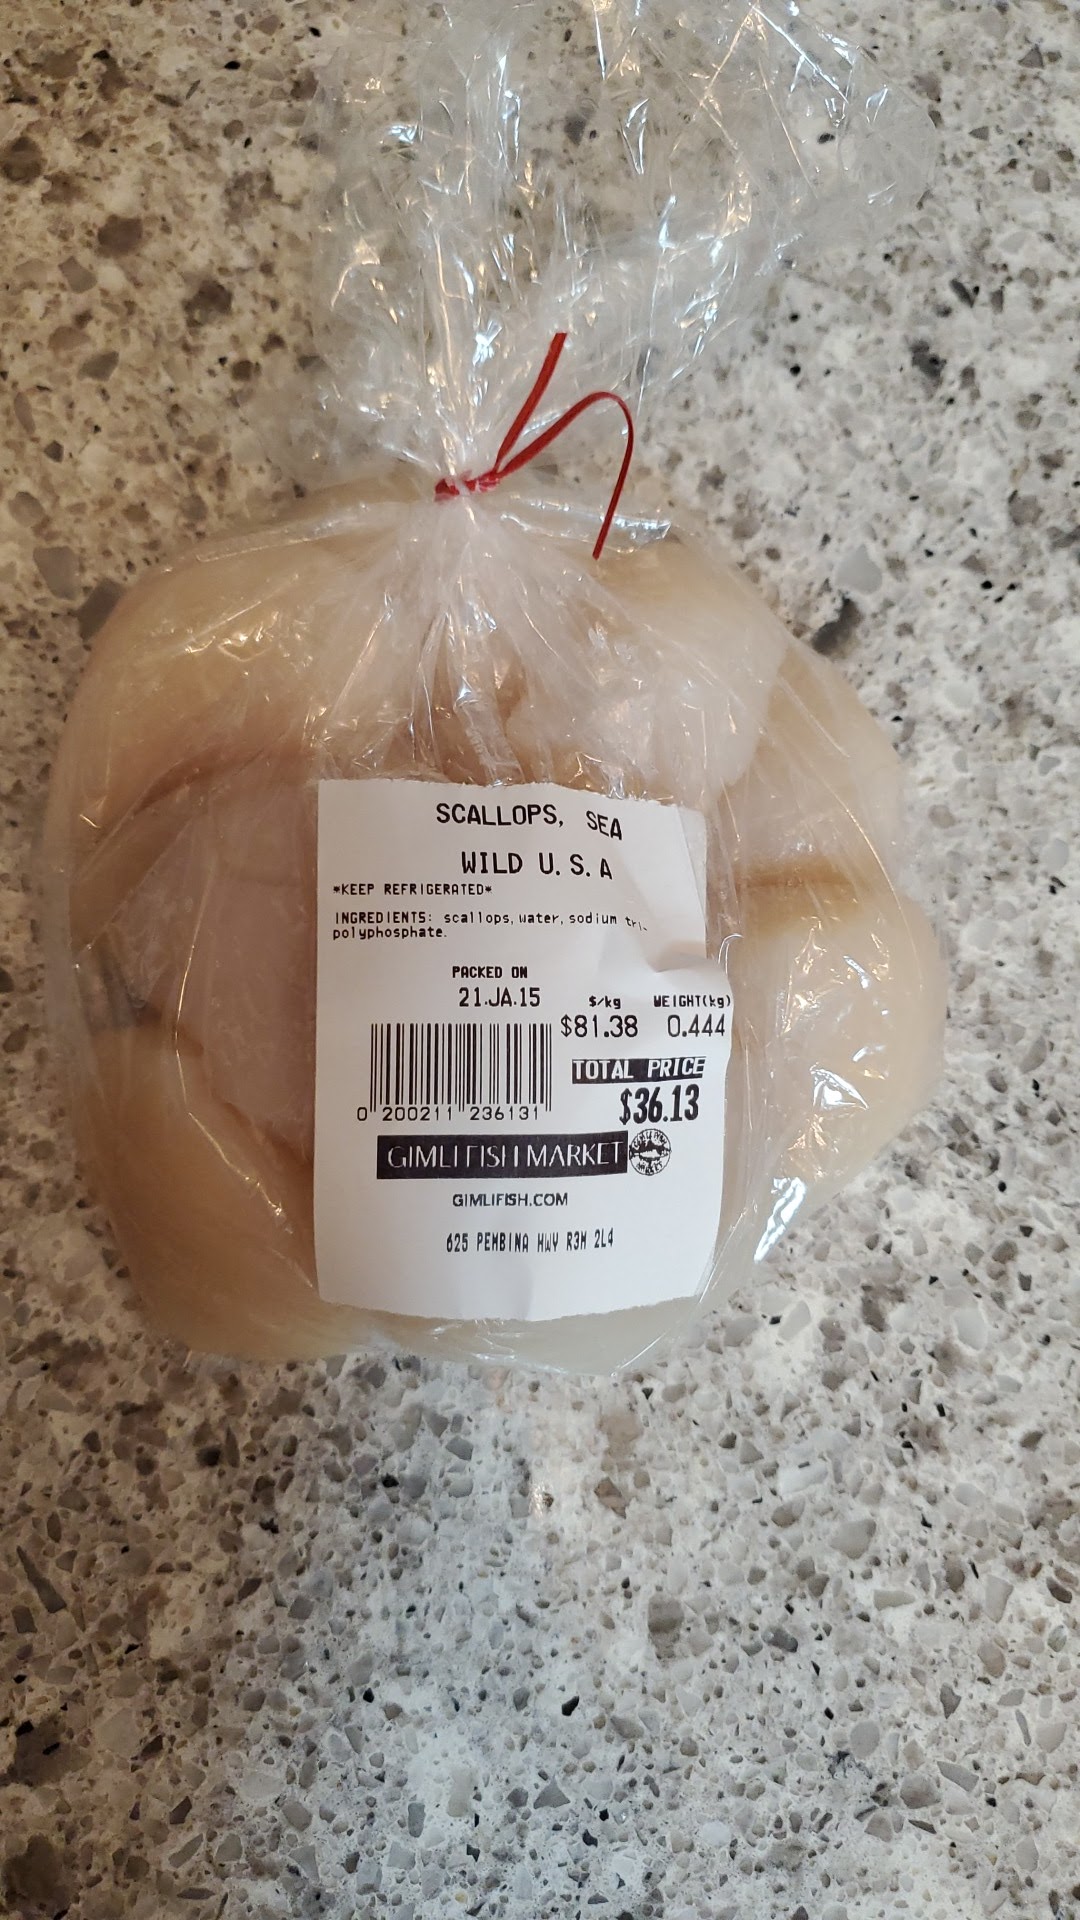 SCALLOPS, SEA
WILD U.S.A
*KEEP REFRIGERATED*
INGREDIENTS: scallops, water, sodium tri-
polyphosphate.
PACKED ON
21.JA.15
$/kg WEIGHT(kg)
$81.38 0.444
TOTAL PRICE
$36.13
0 200211 236131
GIMLI FISH MARKET
GIMLIFISH.COM
625 PEMBINA HWY R3M 2L4